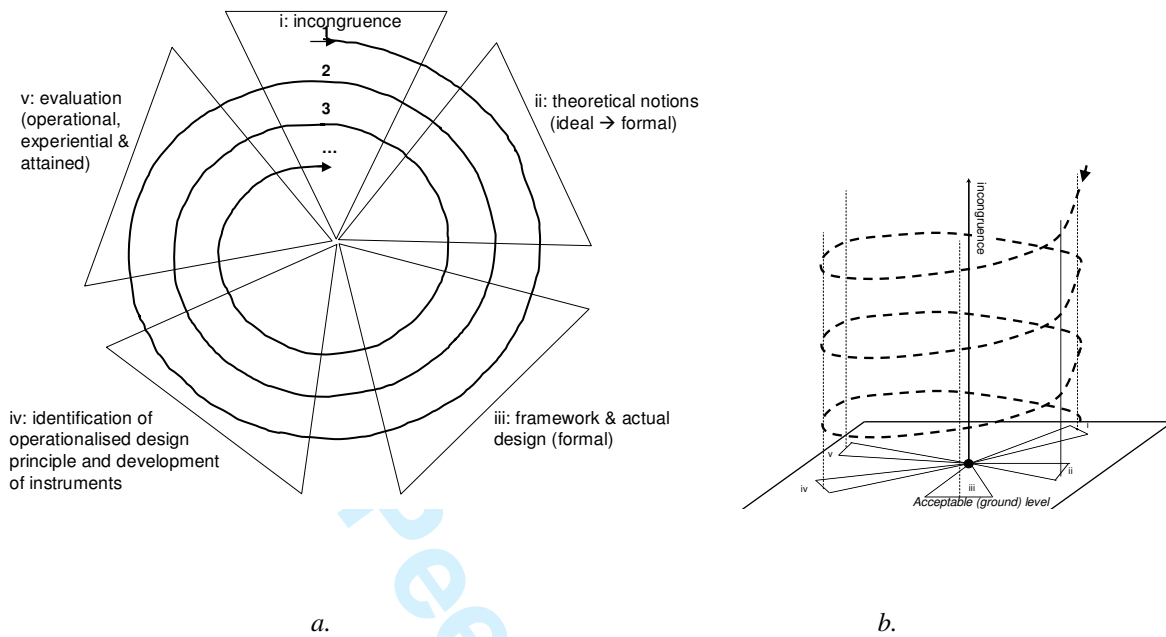 i: incongruence
1
2
3
...
ii: theoretical notions
(ideal → formal)
v: evaluation
(operational,
experiential &
attained)
iii: framework & actual
design (formal)
iv: identification of
operationalised design
principle and development
of instruments
incongruence
i
v
ii
iv
iii
Acceptable (ground) level
pee
a.
b.